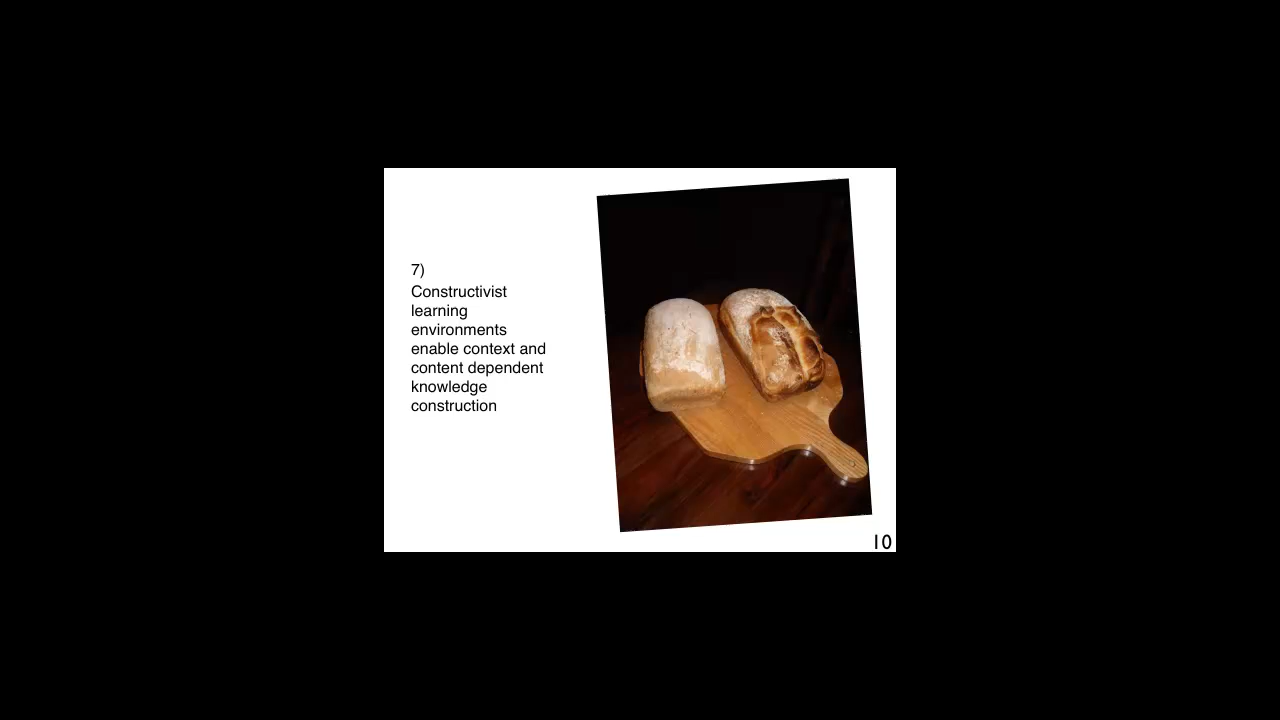 7)
Constructivist
learning
environments
enable context and
content dependent
knowledge
construction
10